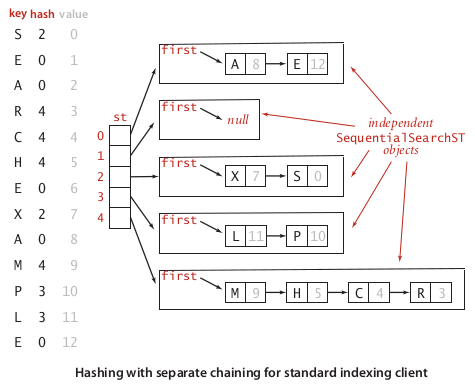 key hash value
S 2 0
E 0 1
A 0 2
R 4 3
C 4 4
H 4 5
E 0 6
X 2 7
A 0 8
M 4 9
P 3 10
L 3 11
E 0 12
st
0
1
2
3
4
first
A 8 E 12
first
null
first
X 7 S 0
first
L 11 P 10
first
M 9 H 5 C 4 R 3
independent
SequentialSearchST
objects
Hashing with separate chaining for standard indexing client